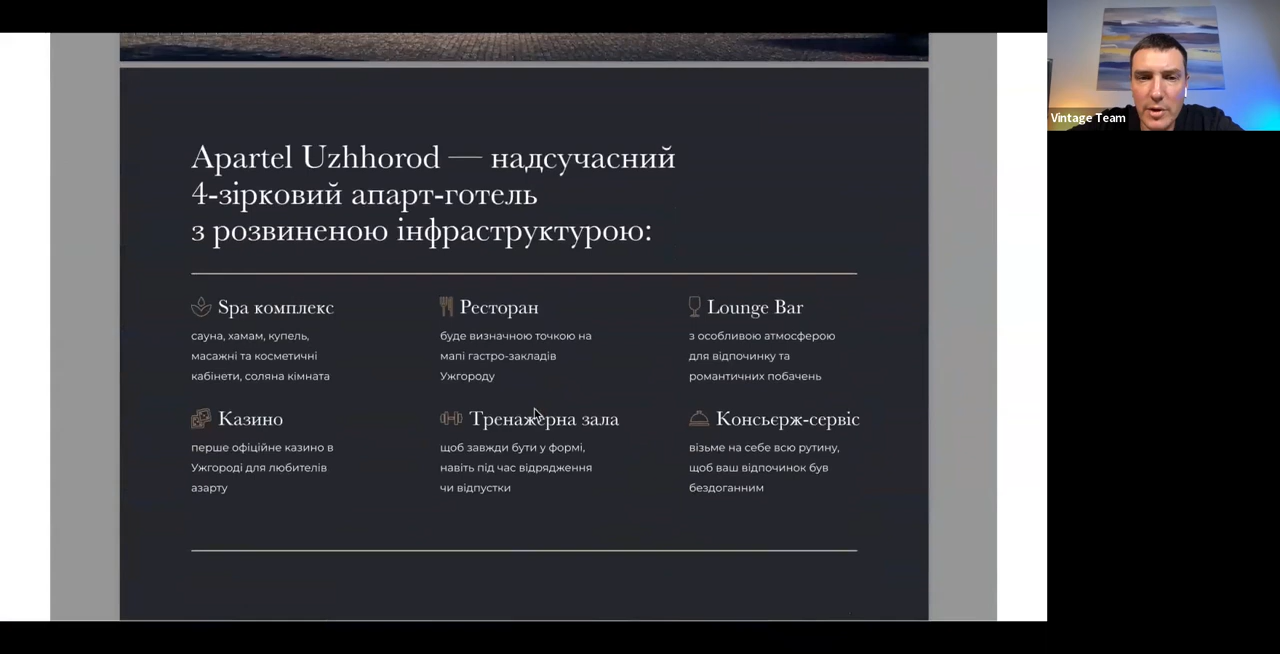 Apartel Uzhhorod — надсучасний
4-зірковий апарт-готель
з розвиненою інфраструктурою:
Spa комплекс
сауна, хамам, купель,
масажні та косметичні
кабінети, соляна кімната
Ресторан
буде визначною точкою на
мапі гастро-закладів
Ужгороду
Lounge Bar
з особливою атмосферою
для відпочинку та
романтичних побачень
Казино
перше офіційне казино в
Ужгороді для любителів
азарту
Тренажерна зала
щоб завжди бути у формі,
навіть під час відрядження
чи відпустки
Консьєрж-сервіс
візьме на себе всю рутину,
щоб ваш відпочинок був
бездоганним
Vintage Team